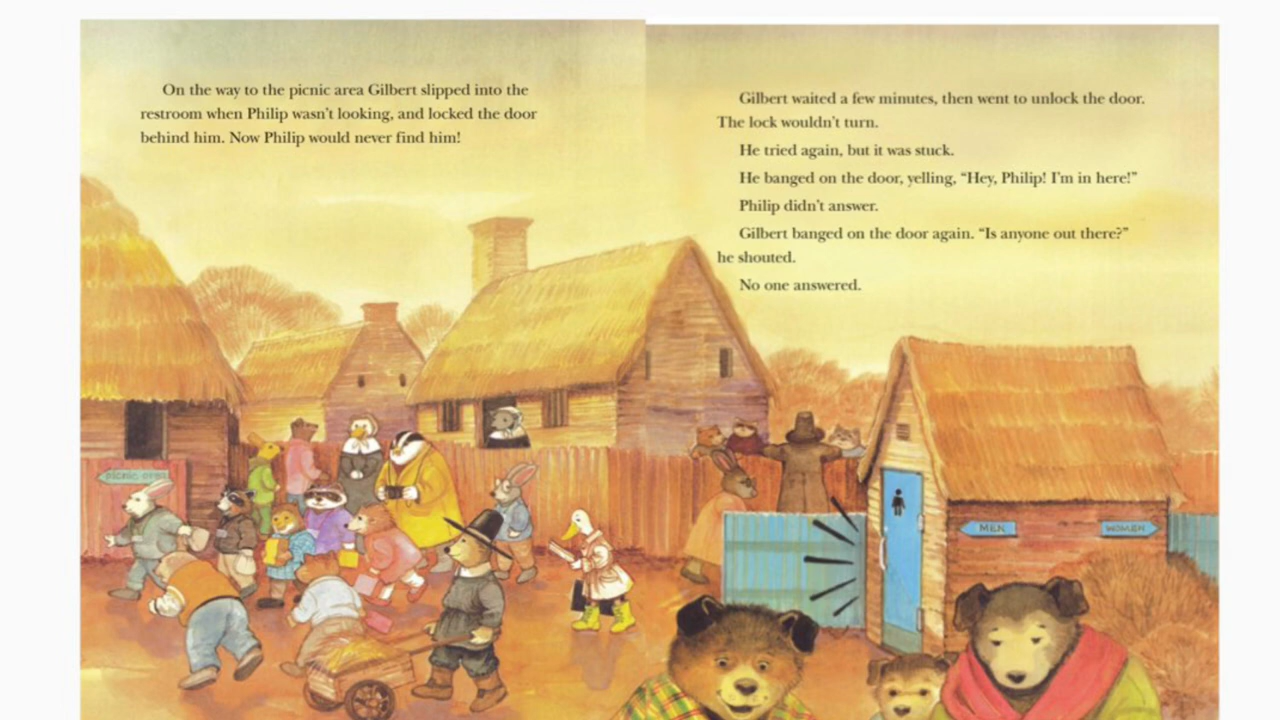 On the way to the picnic area Gilbert slipped into the
restroom when Philip wasn't looking, and locked the door
behind him. Now Philip would never find him!
Gilbert waited a few minutes, then went to unlock the door.
The lock wouldn't turn.
He tried again, but it was stuck.
He banged on the door, yelling, “Hey, Philip! I'm in here!”
Philip didn't answer.
Gilbert banged on the door again. “Is anyone out there?”
he shouted.
No one answered.
picnic area
MEN
WOMEN